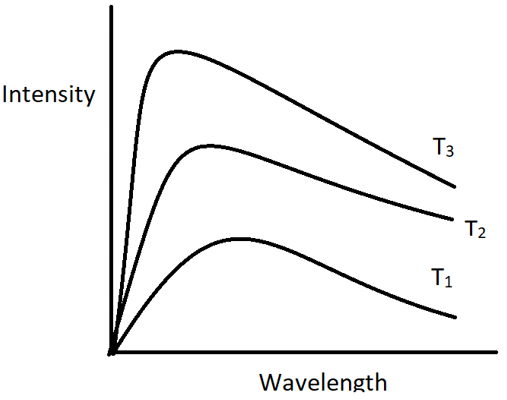 Intensity
T₃
T₂
T₁
Wavelength